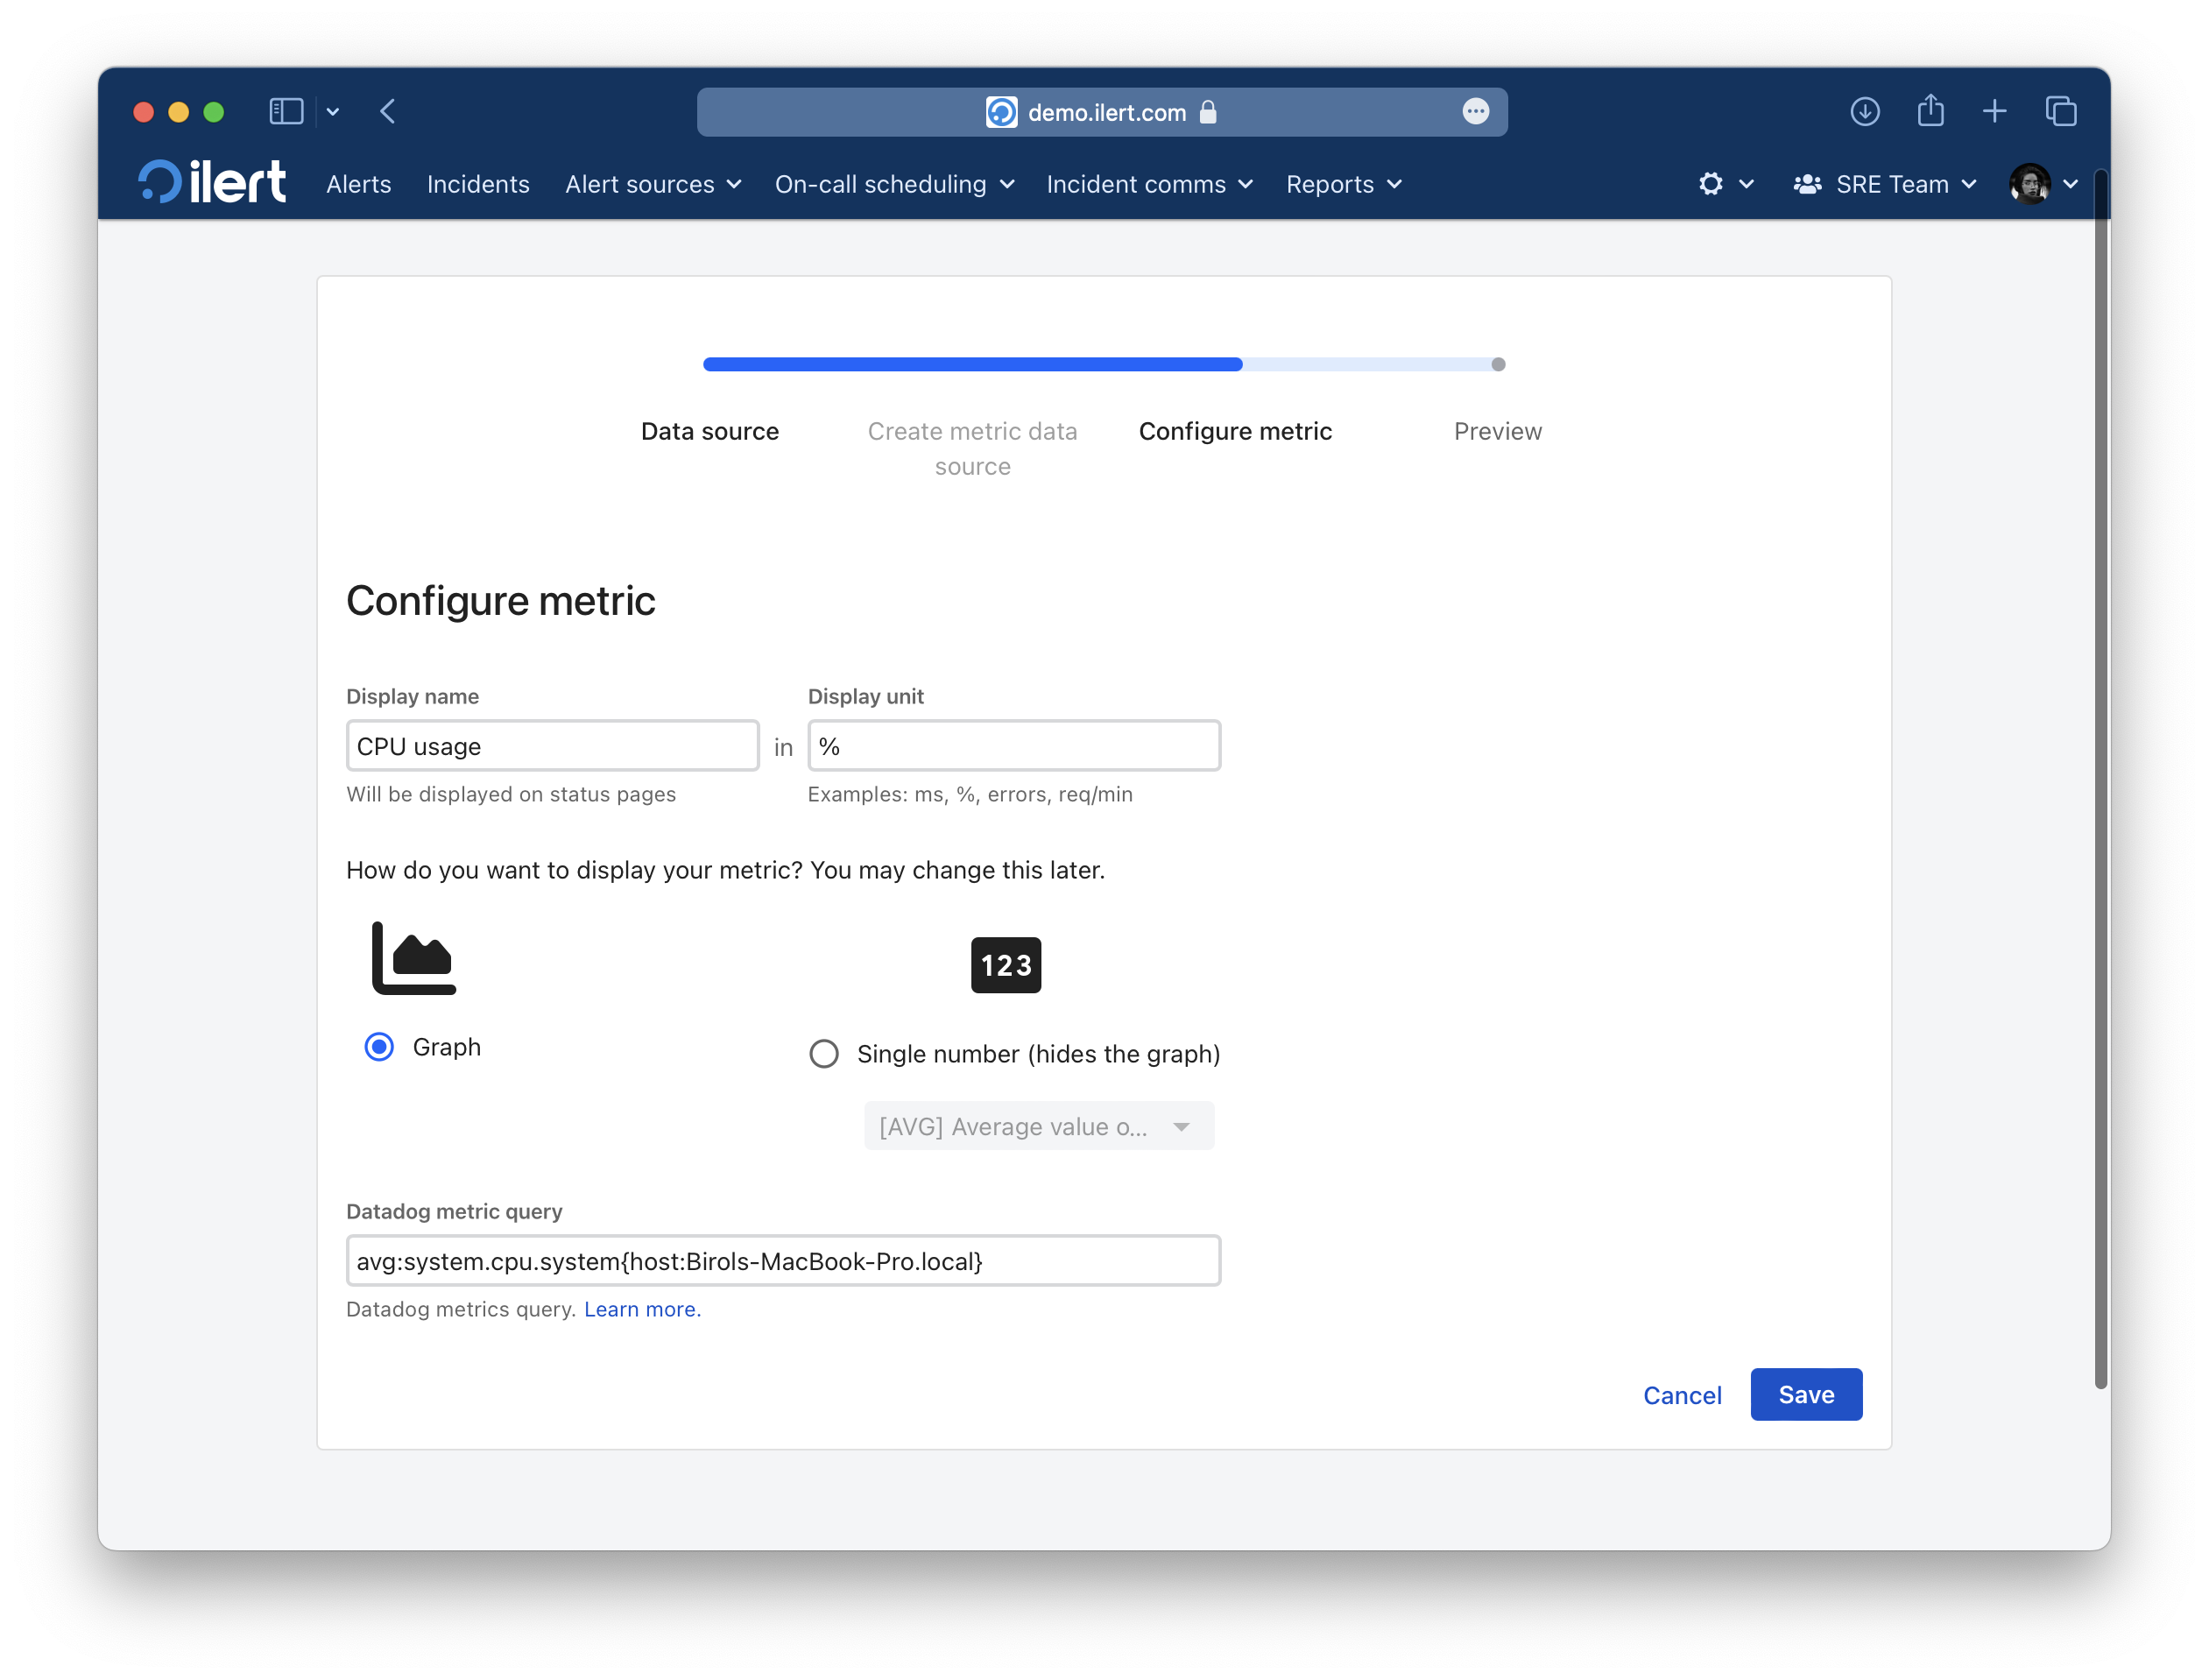 demo.ilert.com
ilert Alerts Incidents Alert sources On-call scheduling Incident comms Reports SRE Team
Data source Create metric data source Configure metric Preview
Configure metric
Display name Display unit
CPU usage in %
Will be displayed on status pages Examples: ms, %, errors, req/min
How do you want to display your metric? You may change this later.
123
Graph Single number (hides the graph)
[AVG] Average value o...
Datadog metric query
avg:system.cpu.system{host:Birols-MacBook-Pro.local}
Datadog metrics query. Learn more.
Cancel Save